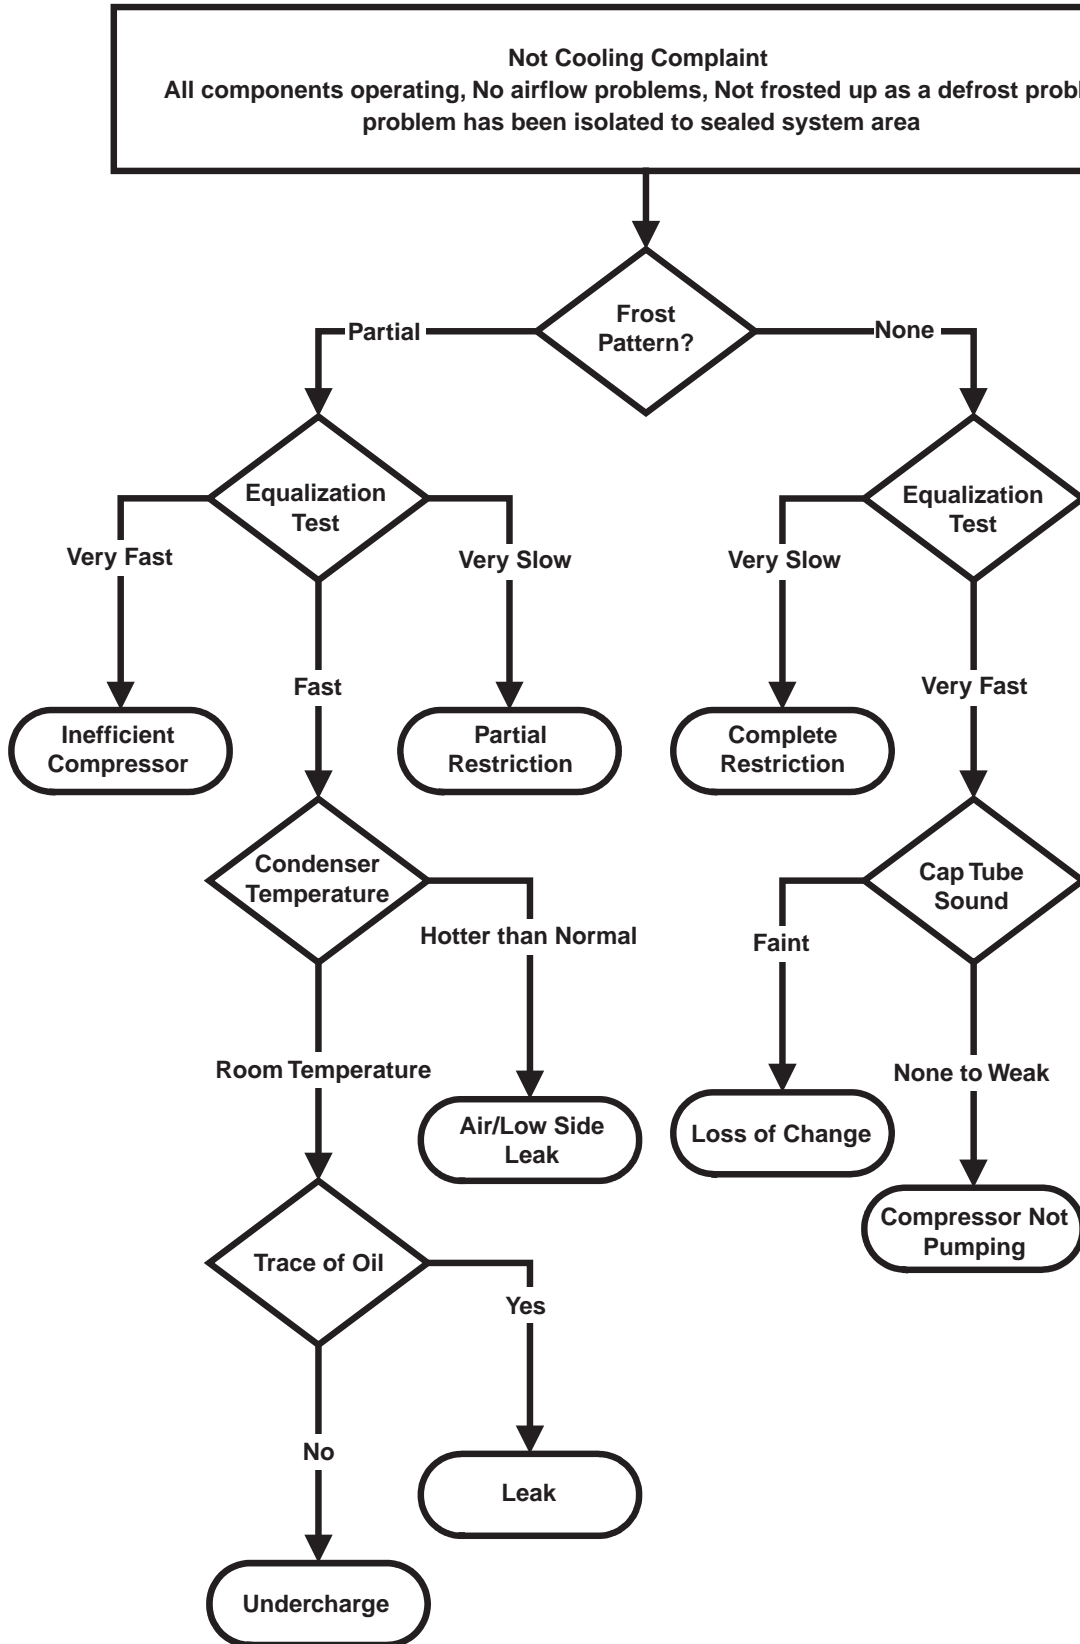 Not Cooling Complaint
All components operating, No airflow problems, Not frosted up as a defrost
problem has been isolated to sealed system area
Frost
Pattern?
Partial
None
Equalization
Test
Equalization
Test
Very Fast
Very Slow
Very Slow
Fast
Very Fast
Inefficient
Compressor
Partial
Restriction
Complete
Restriction
Condenser
Temperature
Cap Tube
Sound
Hotter than Normal
Faint
Room Temperature
None to Weak
Air/Low Side
Leak
Loss of Change
Compressor Not
Pumping
Trace of Oil
Yes
No
Leak
Undercharge